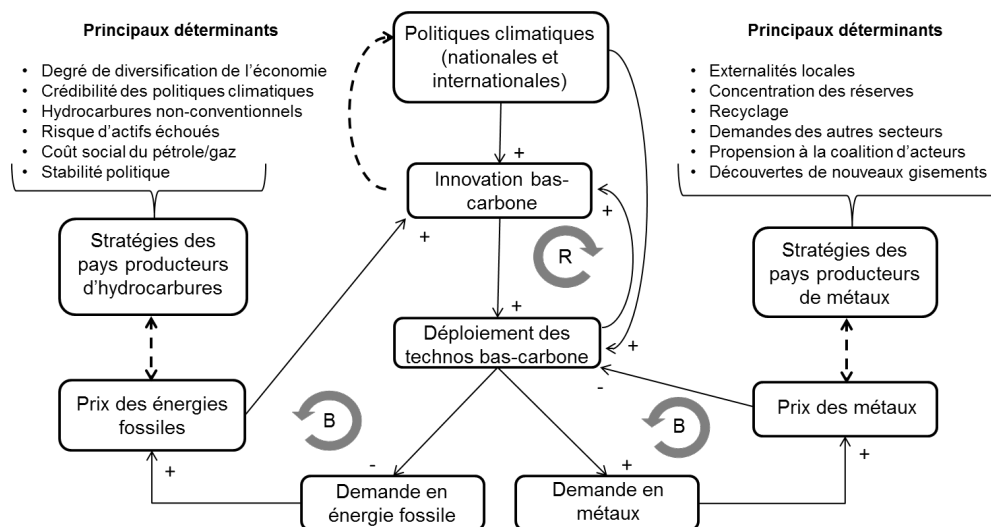 Principaux déterminants
• Degré de diversification de l'économie
• Crédibilité des politiques climatiques
• Hydrocarbures non-conventionnels
• Risque d'actifs échoués
• Coût social du pétrole/gaz
• Stabilité politique
Stratégies des
pays producteurs
d'hydrocarbures
Prix des énergies
fossiles
+
Politiques climatiques
(nationales et
internationales)
+
Innovation bas-
carbone
+
+
R
+
Déploiement des
technos bas-carbone
+
-
B
B
-
+
Demande en
énergie fossile
Demande en
métaux
Principaux déterminants
• Externalités locales
• Concentration des réserves
• Recyclage
• Demandes des autres secteurs
• Propension à la coalition d'acteurs
• Découvertes de nouveaux gisements
Stratégies des
pays producteurs
de métaux
Prix des métaux
+